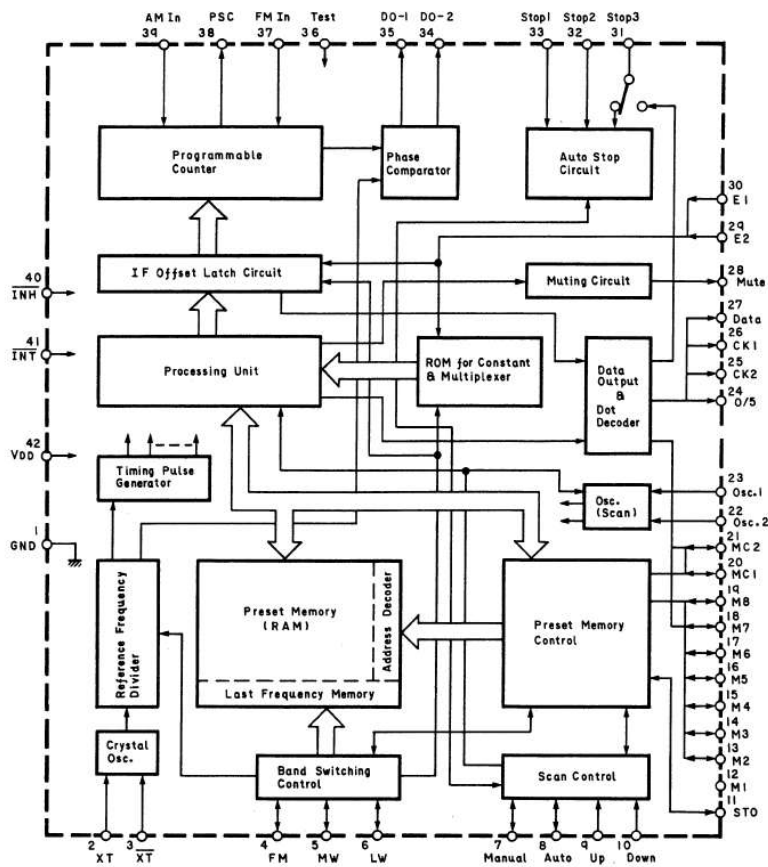 AM In PSC FM In Test DO-1 DO-2 Stop1 Stop2 Stop3
39 38 37 36 35 34 33 32 31
Programmable
Counter
Phase
Comparator
Auto Stop
Circuit
30
E1
29
E2
IF Offset Latch Circuit
Muting Circuit
28
Mute
40
INH
27
Data
41
INT
26
CK1
Processing Unit
ROM for Constant
& Multiplexer
Data
Output
&
Dot
Decoder
25
CK2
24
O/5
42
VDD
Timing Pulse
Generator
Osc.
(Scan)
23
Osc.1
22
Osc.2
1
GND
21
MC2
20
MC1
19
M8
18
M7
17
M6
16
M5
15
M4
14
M3
13
M2
12
M1
11
STO
Reference Frequency
Divider
Preset Memory
(RAM)
Address Decoder
Last Frequency Memory
Preset Memory
Control
Crystal
Osc.
Band Switching
Control
Scan Control
2 3 4 5 6 7 8 9 10
XT XT FM MW LW Manual Auto Up Down